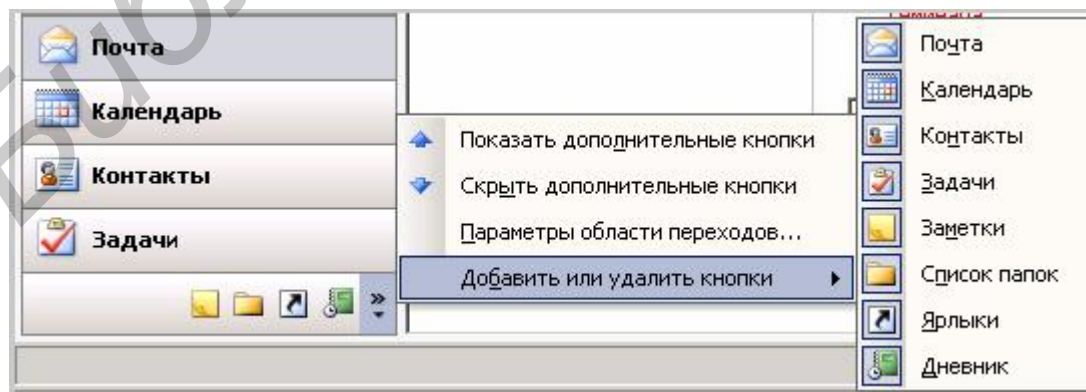 Почта
Календарь
Контакты
Задачи
Показать дополнительные кнопки
Скрыть дополнительные кнопки
Параметры области переходов...
Добавить или удалить кнопки
Почта
Календарь
Контакты
Задачи
Заметки
Список папок
Ярлыки
Дневник